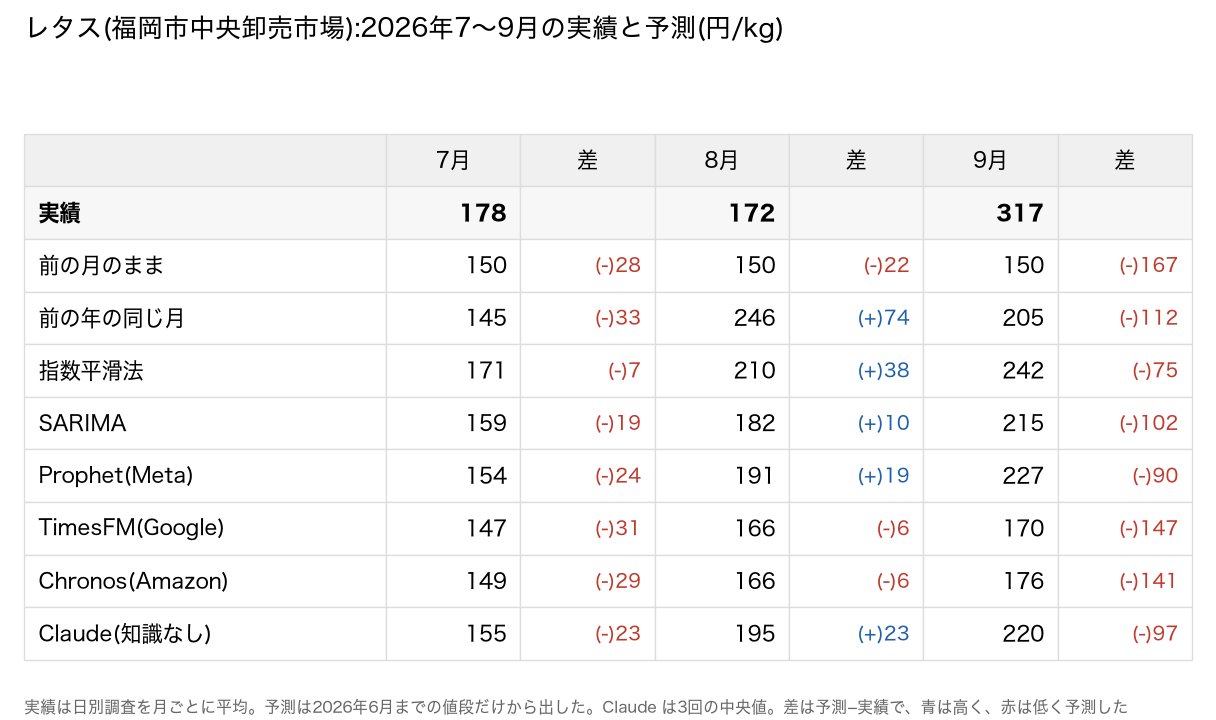 レタス(福岡市中央卸売市場):2026年7〜9月の実績と予測(円/kg)
7月 差 8月 差 9月 差
実績 178 172 317
前の月のまま 150 (-)28 150 (-)22 150 (-)167
前の年の同じ月 145 (-)33 246 (+)74 205 (-)112
指数平滑法 171 (-)7 210 (+)38 242 (-)75
SARIMA 159 (-)19 182 (+)10 215 (-)102
Prophet(Meta) 154 (-)24 191 (+)19 227 (-)90
TimesFM(Google) 147 (-)31 166 (-)6 170 (-)147
Chronos(Amazon) 149 (-)29 166 (-)6 176 (-)141
Claude(知識なし) 155 (-)23 195 (+)23 220 (-)97
実績は日別調査を月ごとに平均。予測は2026年6月までの値段だけから出した。Claude は3回の中央値。差は予測−実績で、青は高く、赤は低く予測した